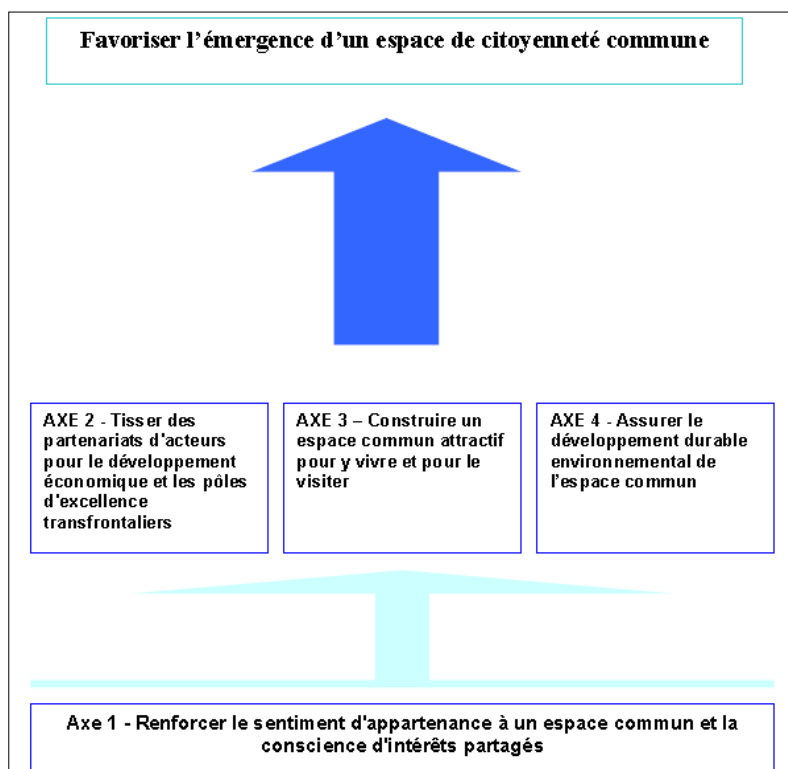 Favoriser l'émergence d'un espace de citoyenneté commune
AXE 2 - Tisser des
partenariats d'acteurs
pour le développement
économique et les pôles
d'excellence
transfrontaliers
AXE 3 – Construire un
espace commun attractif
pour y vivre et pour le
visiter
AXE 4 - Assurer le
développement durable
environnemental de
l'espace commun
Axe 1 - Renforcer le sentiment d'appartenance à un espace commun et la
conscience d'intérêts partagés